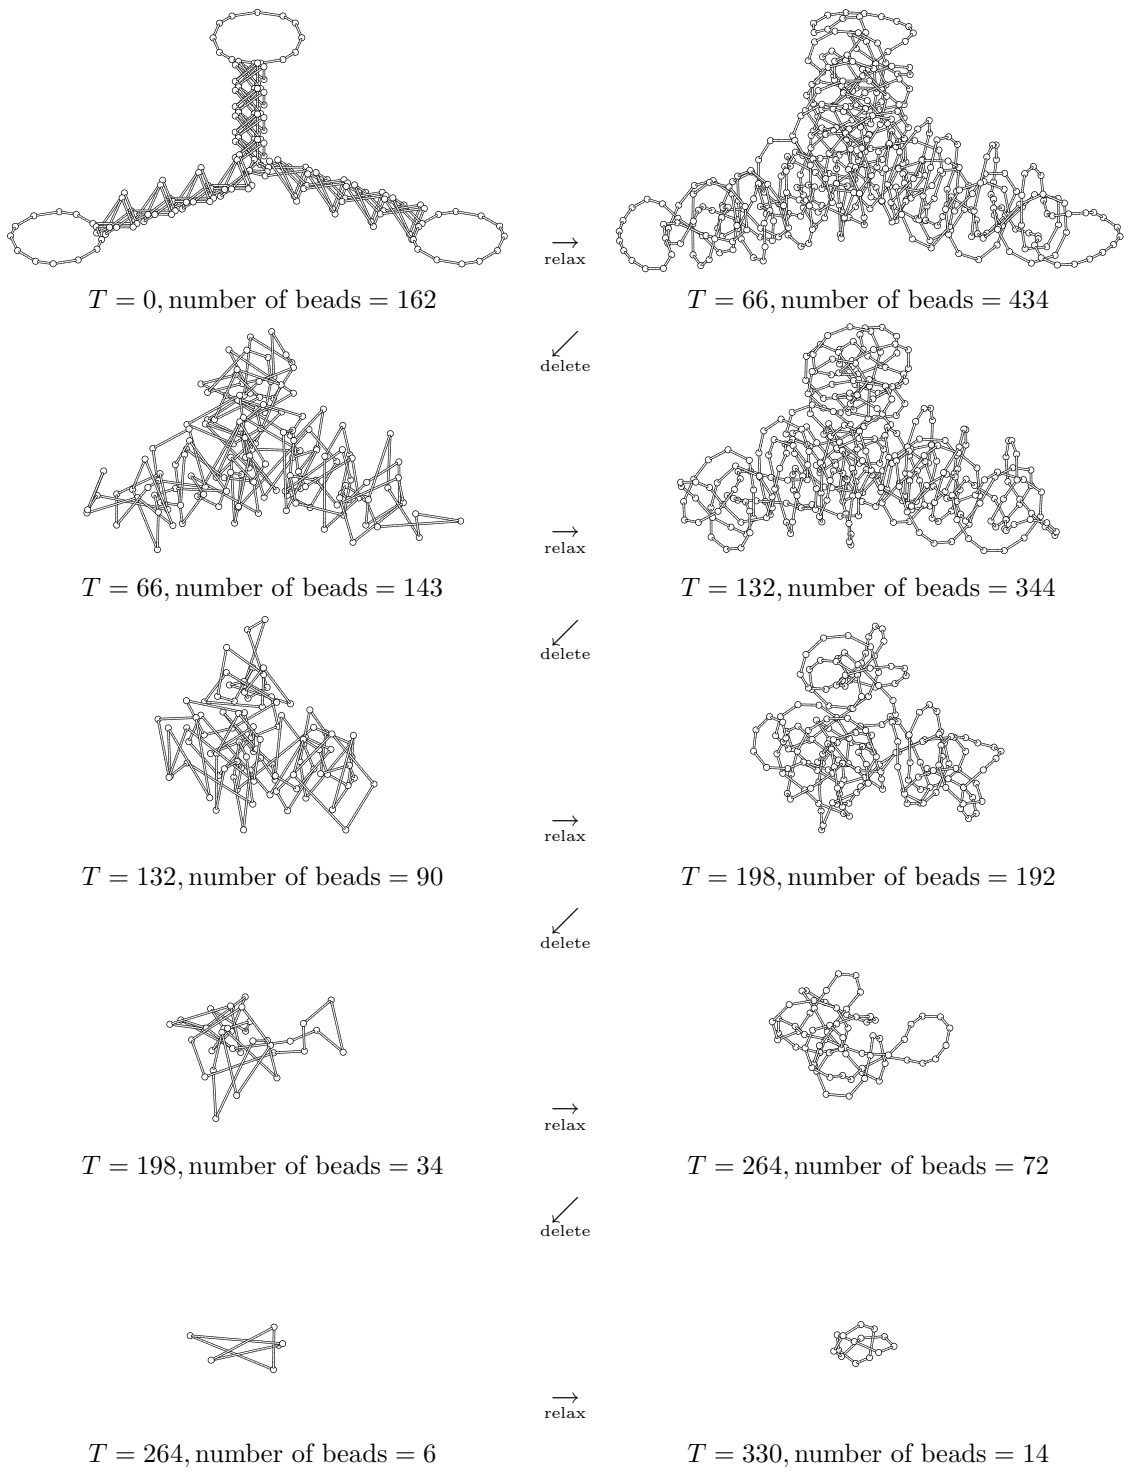 →
relax
T = 0, number of beads = 162
T = 66, number of beads = 434
↙
delete
→
relax
T = 66, number of beads = 143
T = 132, number of beads = 344
↙
delete
→
relax
T = 132, number of beads = 90
T = 198, number of beads = 192
↙
delete
→
relax
T = 198, number of beads = 34
T = 264, number of beads = 72
↙
delete
→
relax
T = 264, number of beads = 6
T = 330, number of beads = 14